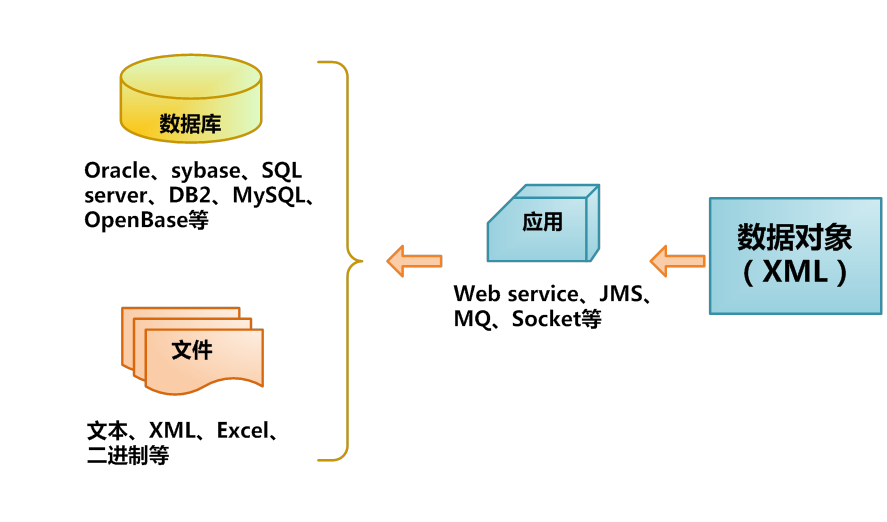 数据库
Oracle、sybase、SQL
server、DB2、MySQL、
OpenBase等
文件
文本、XML、Excel、
二进制等
应用
Web service、JMS、
MQ、Socket等
数据对象
（XML）